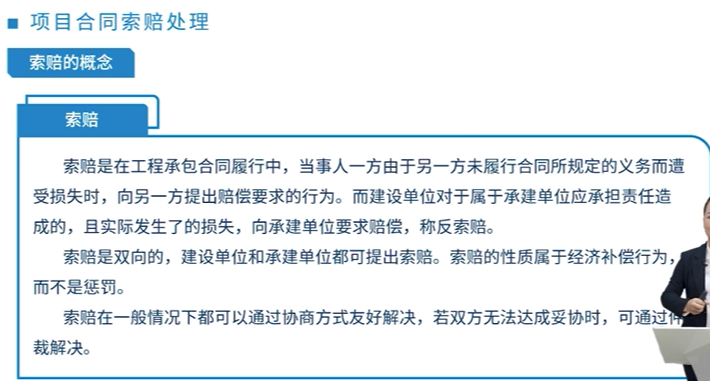 项目合同索赔处理
索赔的概念
索赔
索赔是在工程承包合同履行中，当事人一方由于另一方未履行合同所规定的义务而遭
受损失时，向另一方提出赔偿要求的行为。而建设单位对于属于承建单位应承担责任造
成的，且实际发生了的损失，向承建单位要求赔偿，称反索赔。
索赔是双向的，建设单位和承建单位都可提出索赔。索赔的性质属于经济补偿行为，
而不是惩罚。
索赔在一般情况下都可以通过协商方式友好解决，若双方无法达成妥协时，可通过仲
裁解决。